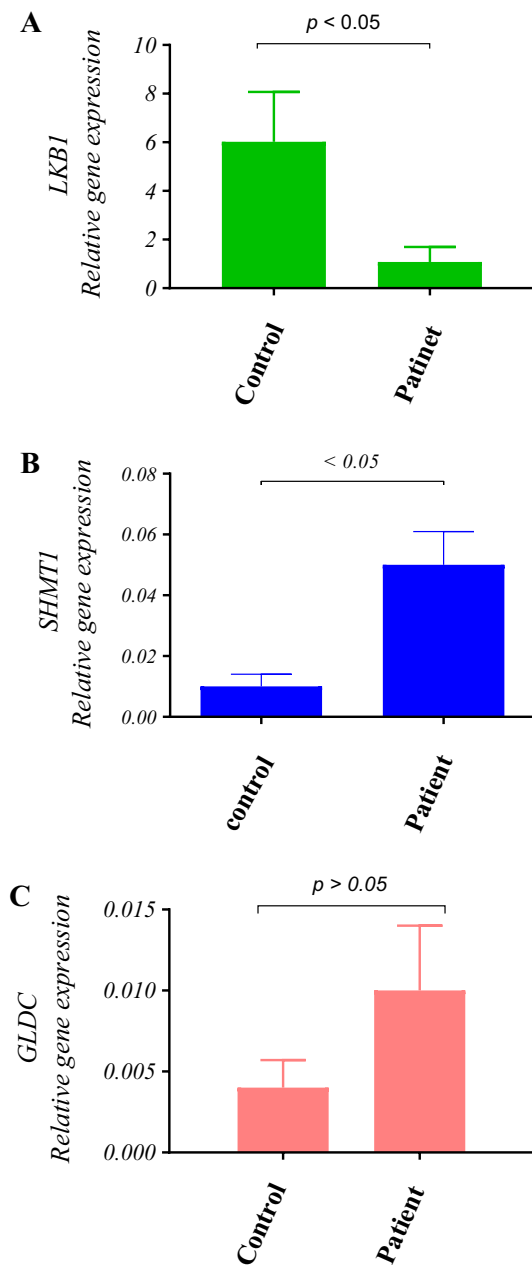 A
p < 0.05
10
8
6
4
2
0
LKB1
Relative gene expression
Control
Patinet
B
< 0.05
0.08
0.06
0.04
0.02
0.00
SHMT1
Relative gene expression
control
Patient
C
p > 0.05
0.015
0.010
0.005
0.000
GLDC
Relative gene expression
Control
Patient